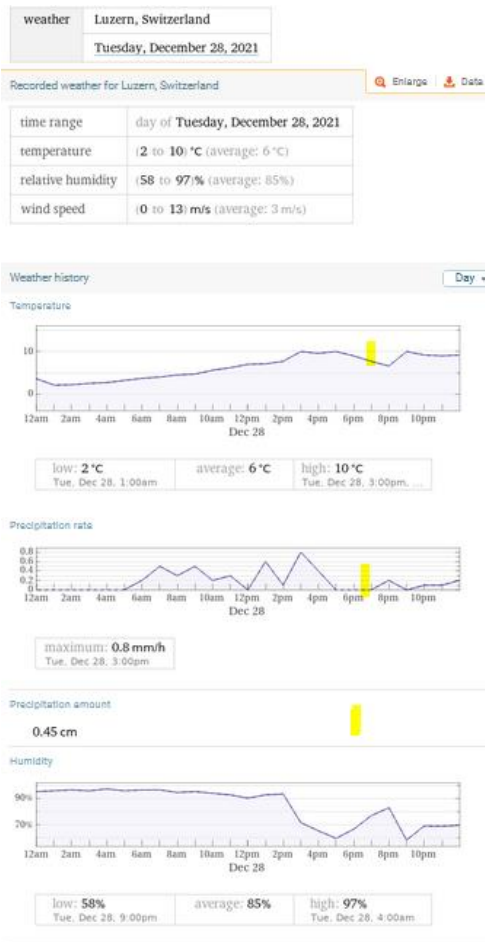 weather Luzern, Switzerland
Tuesday, December 28, 2021
Recorded weather for Luzern, Switzerland Enlarge Data
time range day of Tuesday, December 28, 2021
temperature (2 to 10) °C (average: 6 °C)
relative humidity (58 to 97)% (average: 85%)
wind speed (0 to 13) m/s (average: 3 m/s)
Weather history Day
Temperature
10
0
12am 2am 4am 6am 8am 10am 12pm 2pm 4pm 6pm 8pm 10pm
Dec 28
low: 2 °C average: 6 °C high: 10 °C
Tue, Dec 28, 1:00am Tue, Dec 28, 3:00pm, ...
Precipitation rate
0.8
0.6
0.4
0.2
0
12am 2am 4am 6am 8am 10am 12pm 2pm 4pm 6pm 8pm 10pm
Dec 28
maximum: 0.8 mm/h
Tue, Dec 28, 3:00pm
Precipitation amount
0.45 cm
Humidity
90%
70%
12am 2am 4am 6am 8am 10am 12pm 2pm 4pm 6pm 8pm 10pm
Dec 28
low: 58% average: 85% high: 97%
Tue, Dec 28, 9:00pm Tue, Dec 28, 4:00am